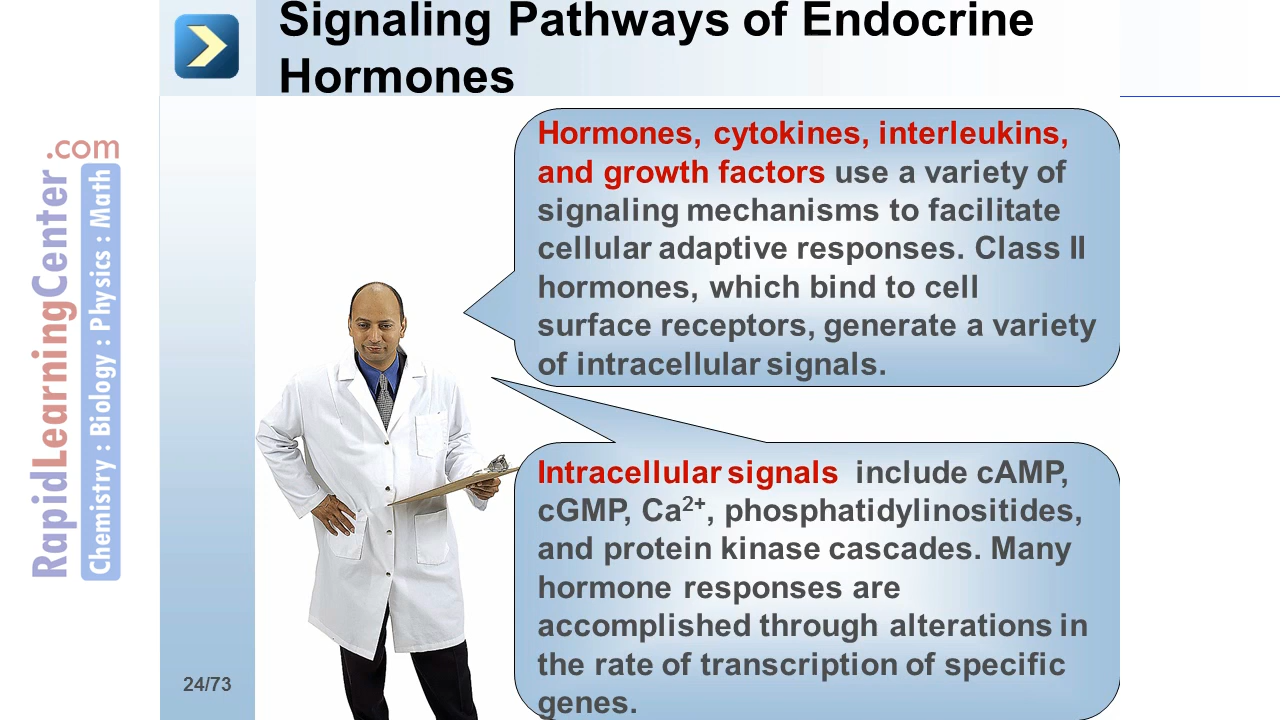 Signaling Pathways of Endocrine
Hormones
Hormones, cytokines, interleukins,
and growth factors use a variety of
signaling mechanisms to facilitate
cellular adaptive responses. Class II
hormones, which bind to cell
surface receptors, generate a variety
of intracellular signals.
Intracellular signals include cAMP,
cGMP, Ca²⁺, phosphatidylinositides,
and protein kinase cascades. Many
hormone responses are
accomplished through alterations in
the rate of transcription of specific
genes.
24/73
RapidLearningCenter.com
Chemistry : Biology : Physics : Math